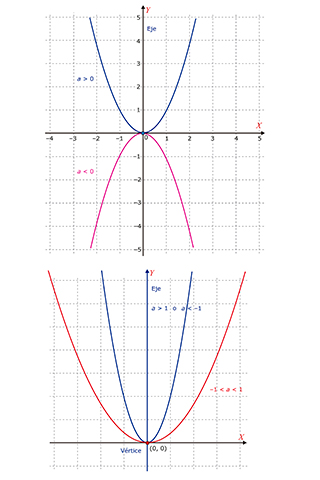 Y
5
Eje
4
3
a > 0
2
1
X
−4 −3 −2 −1 0 1 2 3 4 5
−1
a < 0
−2
−3
−4
−5
Y
Eje
a > 1 o a < −1
−1 < a < 1
X
Vértice (0, 0)